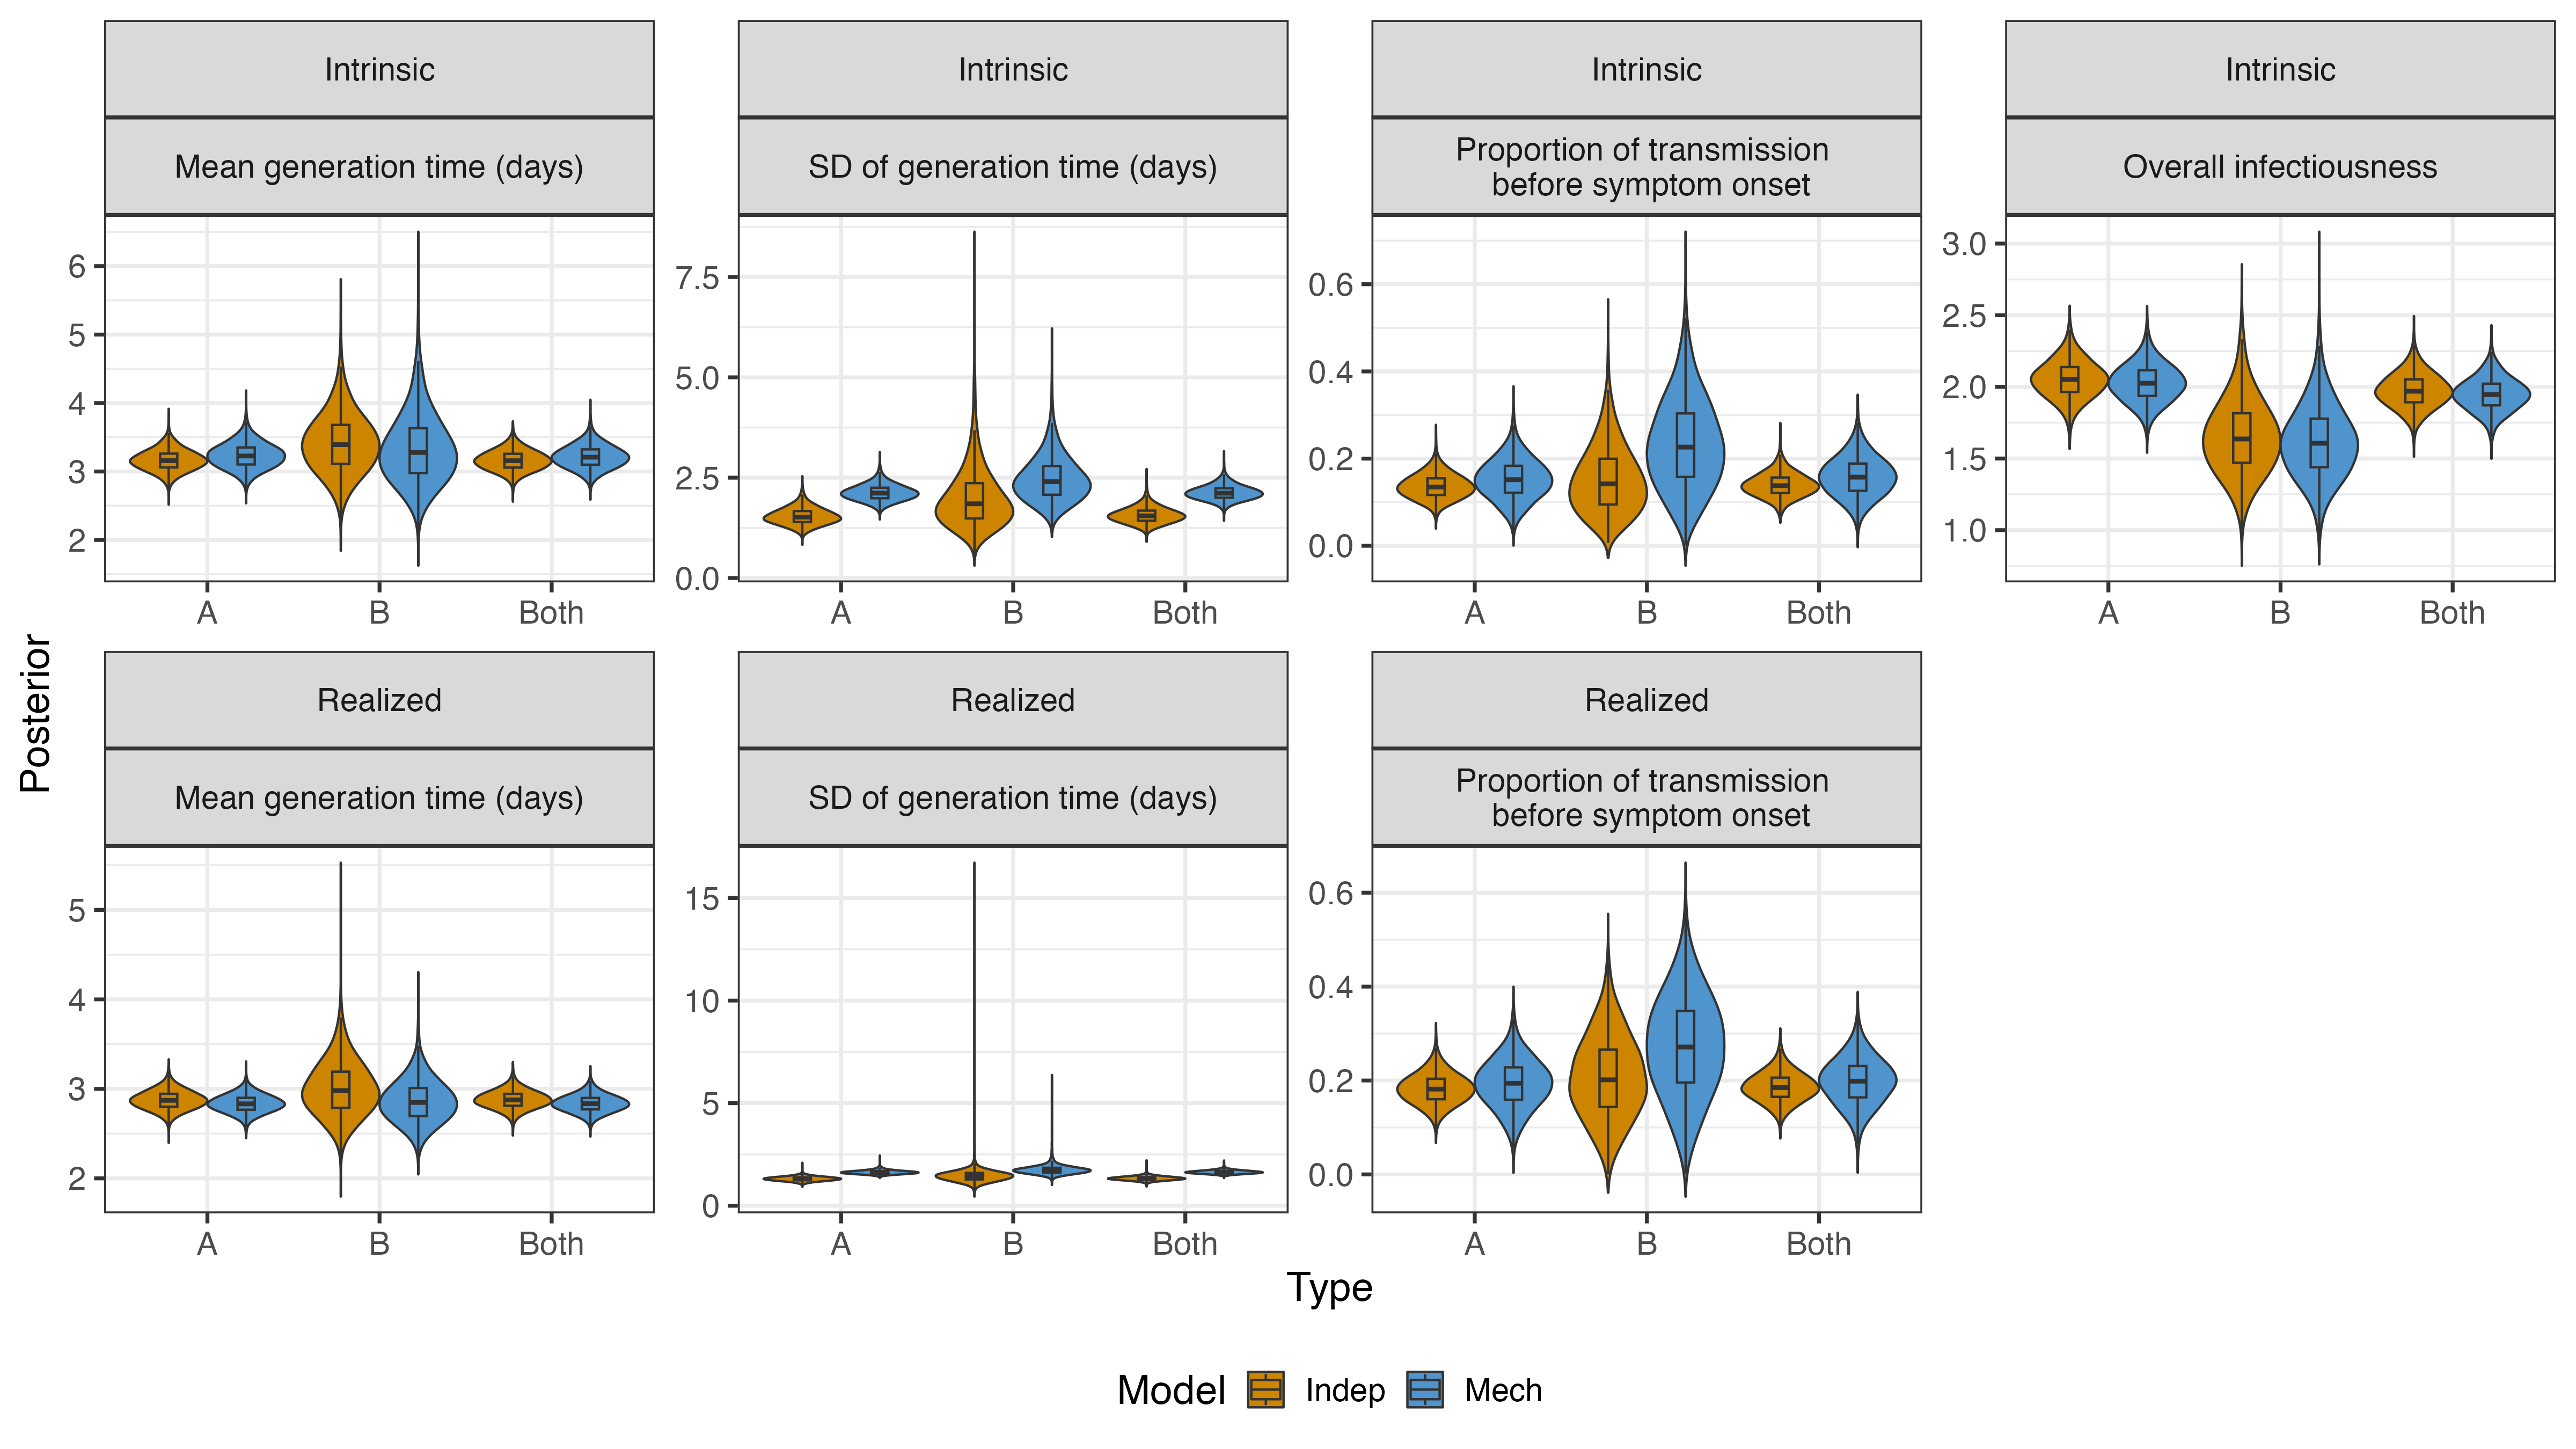 Intrinsic
Mean generation time (days)
6
5
4
3
2
A B Both
Intrinsic
SD of generation time (days)
7.5
5.0
2.5
0.0
A B Both
Intrinsic
Proportion of transmission
before symptom onset
0.6
0.4
0.2
0.0
A B Both
Intrinsic
Overall infectiousness
3.0
2.5
2.0
1.5
1.0
A B Both
Posterior
Realized
Mean generation time (days)
5
4
3
2
A B Both
Realized
SD of generation time (days)
15
10
5
0
A B Both
Realized
Proportion of transmission
before symptom onset
0.6
0.4
0.2
0.0
A B Both
Type
Model Indep Mech